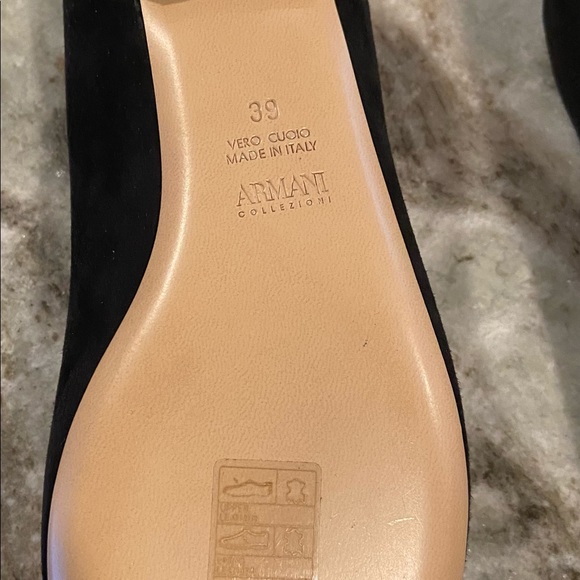 39
VERO CUOIO
MADE IN ITALY
ARMANI
COLLEZIONI